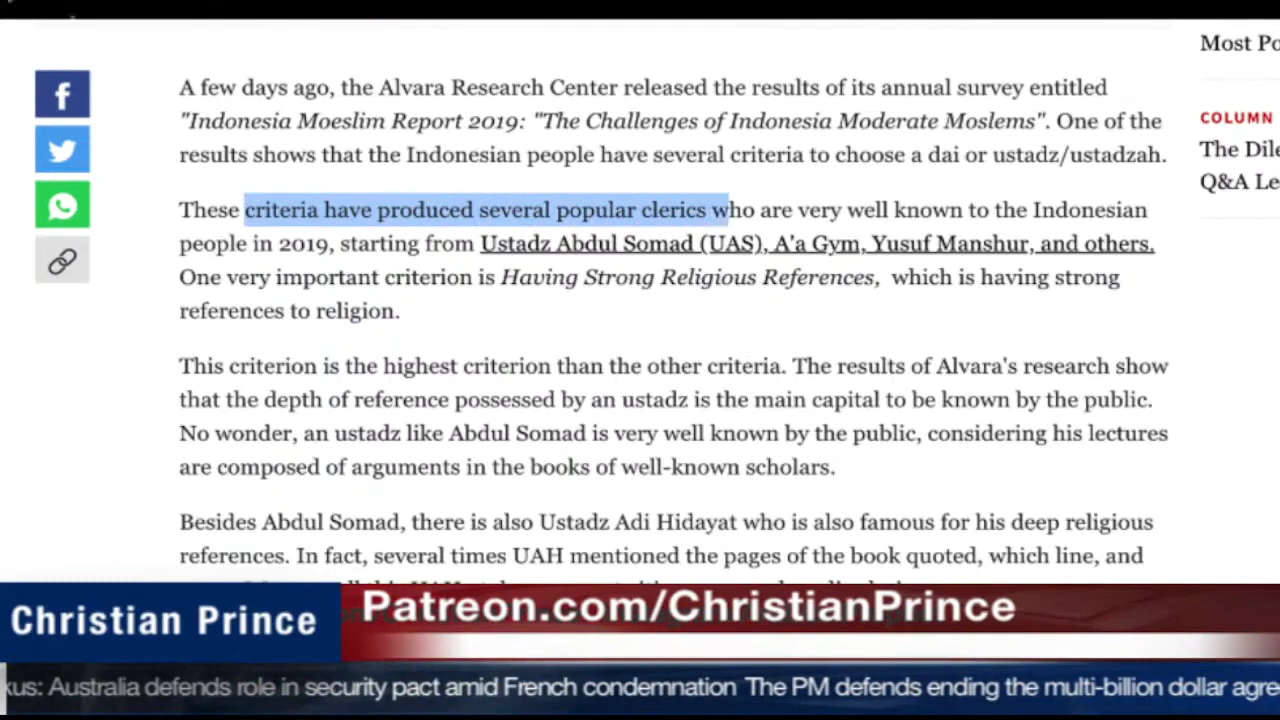 A few days ago, the Alvara Research Center released the results of its annual survey entitled
"Indonesia Moeslim Report 2019: "The Challenges of Indonesia Moderate Moslems". One of the
results shows that the Indonesian people have several criteria to choose a dai or ustadz/ustadzah.
These criteria have produced several popular clerics who are very well known to the Indonesian
people in 2019, starting from Ustadz Abdul Somad (UAS), A'a Gym, Yusuf Manshur, and others.
One very important criterion is Having Strong Religious References, which is having strong
references to religion.
This criterion is the highest criterion than the other criteria. The results of Alvara's research show
that the depth of reference possessed by an ustadz is the main capital to be known by the public.
No wonder, an ustadz like Abdul Somad is very well known by the public, considering his lectures
are composed of arguments in the books of well-known scholars.
Besides Abdul Somad, there is also Ustadz Adi Hidayat who is also famous for his deep religious
references. In fact, several times UAH mentioned the pages of the book quoted, which line, and
Most Po
COLUMN
The Dile
Q&A Le
Christian Prince
Patreon.com/ChristianPrince
kus: Australia defends role in security pact amid French condemnation The PM defends ending the multi-billion dollar agre